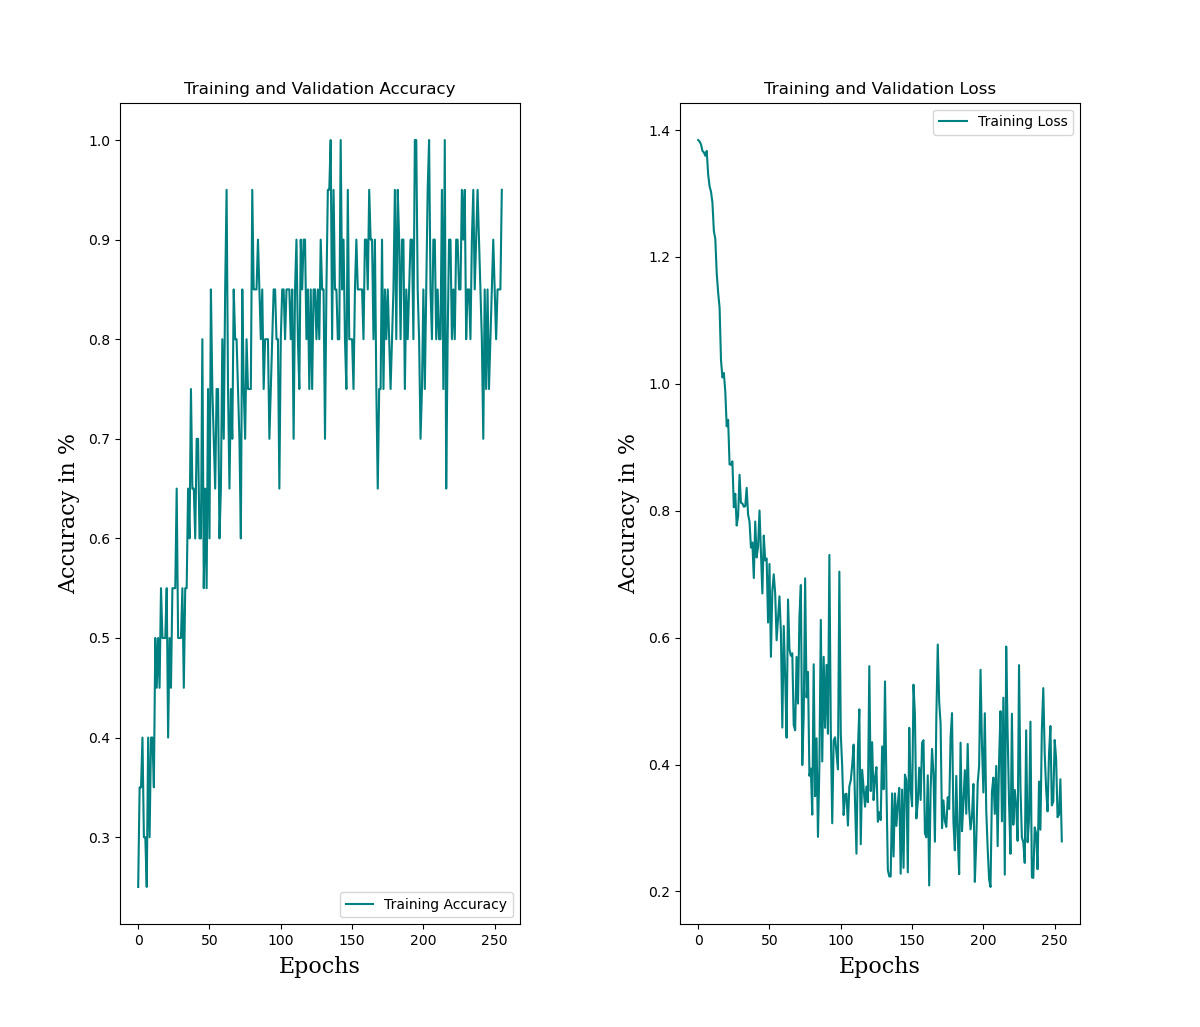 Training and Validation Accuracy
1.0
0.9
0.8
0.7
0.6
0.5
0.4
0.3
Accuracy in %
Training Accuracy
0 50 100 150 200 250
Epochs
Training and Validation Loss
Training Loss
1.4
1.2
1.0
0.8
0.6
0.4
0.2
Accuracy in %
0 50 100 150 200 250
Epochs